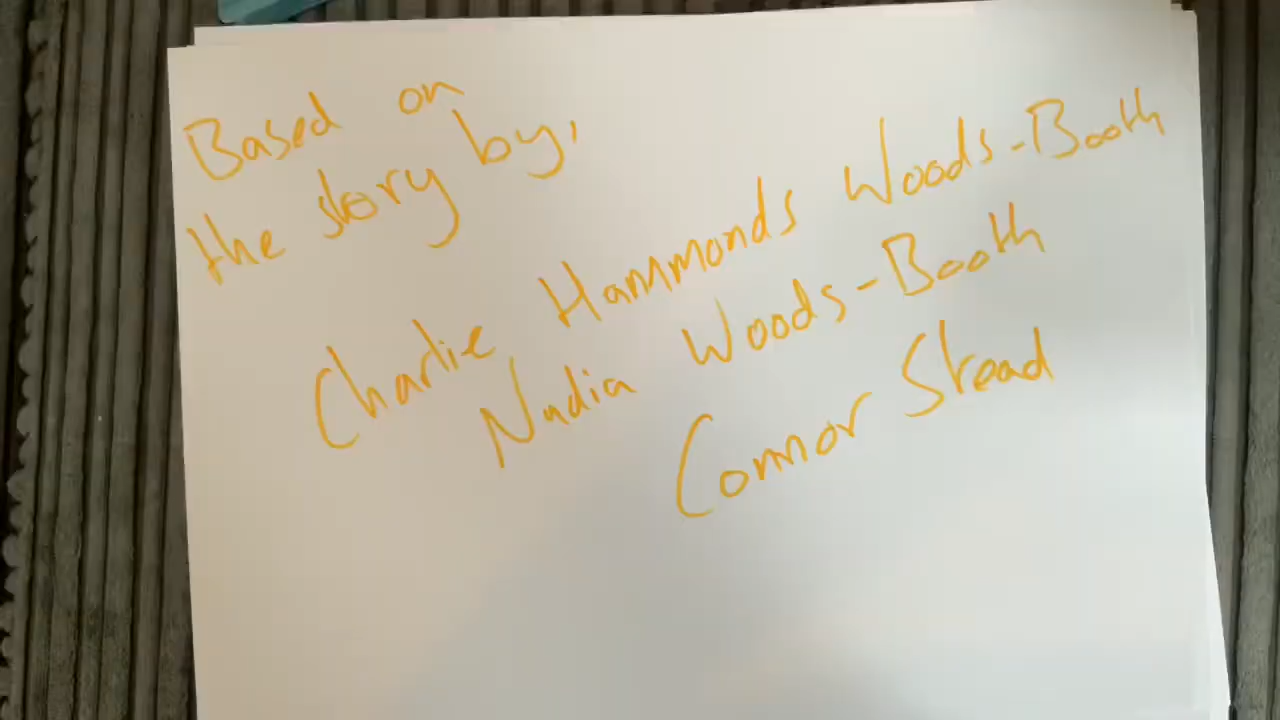 Based on
the story by,
Charlie Hammonds Woods-Booth
Nadia Woods-Booth
Connor Stead